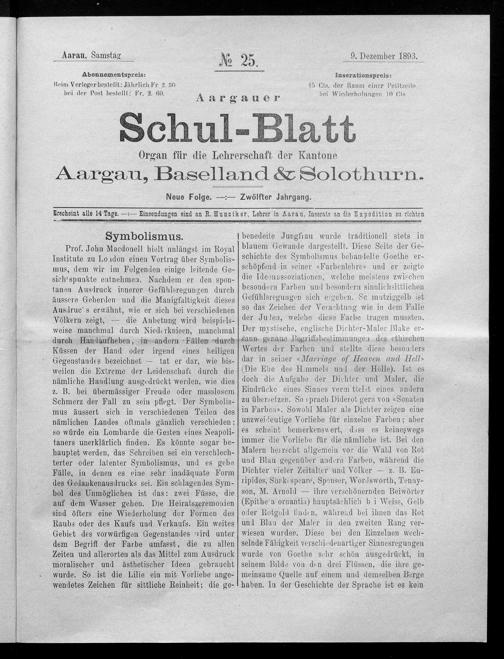 Aarau, Samstag
№ 25.
9. Dezember 1893.
Abonnementspreis:
Beim Verleger bestellt: Jährlich Fr. 2. 50
bei der Post bestellt: Fr. 2. 60.
Inserationspreis:
15 Cts. der Raum einer Petitzeile.
bei Wiederholungen 10 Cts.
Aargauer
Schul-Blatt
Organ für die Lehrerschaft der Kantone
Aargau, Baselland & Solothurn.
Neue Folge. —:— Zwölfter Jahrgang.
Erscheint alle 14 Tage. —:— Einsendungen sind an R. Hunziker, Lehrer in Aarau, Inserate an die Expedition zu richten
Symbolismus.
Prof. John Macdonell hielt unlängst im Royal
Institute zu London einen Vortrag über Symbolis-
mus, dem wir im Folgenden einige leitende Ge-
sichtspunkte entnehmen. Nachdem er den spon-
tanen Ausdruck innerer Gefühlsregungen durch
äussere Geberden und die Manigfaltigkeit dieses
Ausdruc's erwähnt, wie er sich bei verschiedenen
Völkern zeigt, — die Anbetung wird beispiels-
weise manchmal durch Niederknieen, manchmal
durch Handaufheben, in andern Fällen durch
Küssen der Hand oder irgend eines heiligen
Gegenstandes bezeichnet — tat er dar, wie bis-
weilen die Extreme der Leidenschaft durch die
nämliche Handlung ausgedrückt werden, wie dies
z. B. bei übermässiger Freude oder masslosem
Schmerz der Fall zu sein pflegt. Der Symbolis-
mus äussert sich in verschiedenen Teilen des
nämlichen Landes oftmals gänzlich verschieden;
so würde ein Lombarde die Gesten eines Neapoli-
taners unerklärlich finden. Es könnte sogar be-
hauptet werden, das Schreiben sei ein verschlech-
terter oder latenter Symbolismus, und es gebe
Fälle, in denen es eine sehr inadäquate Form
des Gedankenausdrucks sei. Ein schlagendes Sym-
bol des Unmöglichen ist das: zwei Füsse, die
auf dem Wasser gehen. Die Heiratszeremonien
sind öfters eine Wiederholung der Formen des
Raubs oder des Kaufs und Verkaufs. Ein weites
Gebiet des vorwürfigen Gegenstandes wird unter
dem Begriff der Farbe umfasst, die zu allen
Zeiten und allerorten als das Mittel zum Ausdruck
moralischer und ästhetischer Ideen gebraucht
wurde. So ist die Lilie ein mit Vorliebe ange-
wendetes Zeichen für sittliche Reinheit; die ge-
benedeite Jungfrau wurde traditionell stets in
blauem Gewande dargestellt. Diese Seite der Ge-
schichte des Symbolismus behandelte Goethe er-
schöpfend in seiner «Farbenlehre» und er zeigte
die Ideenassoziationen, welche meistens zwischen
besondern Farben und besondern sinnlichsittlichen
Gefühlsregungen sich ergeben. So mutziggelb ist
so das Zeichen der Verachtung wie in dem Falle
der Juden, welche diese Farbe tragen mussten.
Der mystische, englische Dichter-Maler Blake er-
sann genaue Begriffsbestimmungen des ethischen
Wertes der Farben und stellte diese besonders
dar in seiner «Marriage of Heaven and Hell»
(Die Ehe des Himmels und der Hölle). Ist es
doch die Aufgabe der Dichter und Maler, die
Eindrücke eines Sinnes vermittelst eines andern
zu übersetzen. So sprach Diderot gern von «Sonaten
in Farben». Sowohl Maler als Dichter zeigen eine
unzweideutige Vorliebe für einzelne Farben; aber
es scheint bemerkenswert, dass es keineswegs
immer die Vorliebe für die nämliche ist. Bei den
Malern herrscht allgemein vor die Wahl von Rot
und Blau gegenüber andern Farben, während die
Dichter vieler Zeitalter und Völker — z. B. Eu-
ripides, Shakespeare, Spenser, Wordsworth, Tenny-
son, M. Arnold — ihre verschönernden Beiwörter
(Epitheta ornantia) hauptsächlich bei Weiss, Gelb
oder Rotgold finden, während bei ihnen das Rot
und Blau der Maler in den zweiten Rang ver-
wiesen wurde. Diese bei den Einzelnen wech-
selnde Fähigkeit verschiedenartiger Sinnesregungen
wurde von Goethe sehr schön ausgedrückt, in
seinem Bilde von den drei Flüssen, die ihre ge-
meinsame Quelle auf einem und demselben Berge
haben. In der Geschichte der Sprache ist es kein